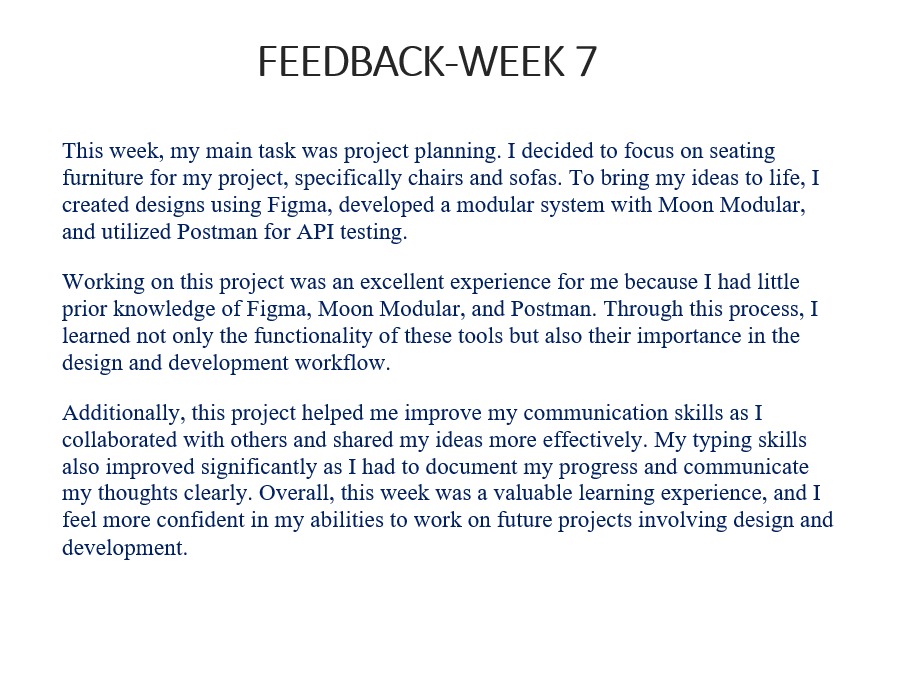 FEEDBACK-WEEK 7
This week, my main task was project planning. I decided to focus on seating
furniture for my project, specifically chairs and sofas. To bring my ideas to life, I
created designs using Figma, developed a modular system with Moon Modular,
and utilized Postman for API testing.
Working on this project was an excellent experience for me because I had little
prior knowledge of Figma, Moon Modular, and Postman. Through this process, I
learned not only the functionality of these tools but also their importance in the
design and development workflow.
Additionally, this project helped me improve my communication skills as I
collaborated with others and shared my ideas more effectively. My typing skills
also improved significantly as I had to document my progress and communicate
my thoughts clearly. Overall, this week was a valuable learning experience, and I
feel more confident in my abilities to work on future projects involving design and
development.